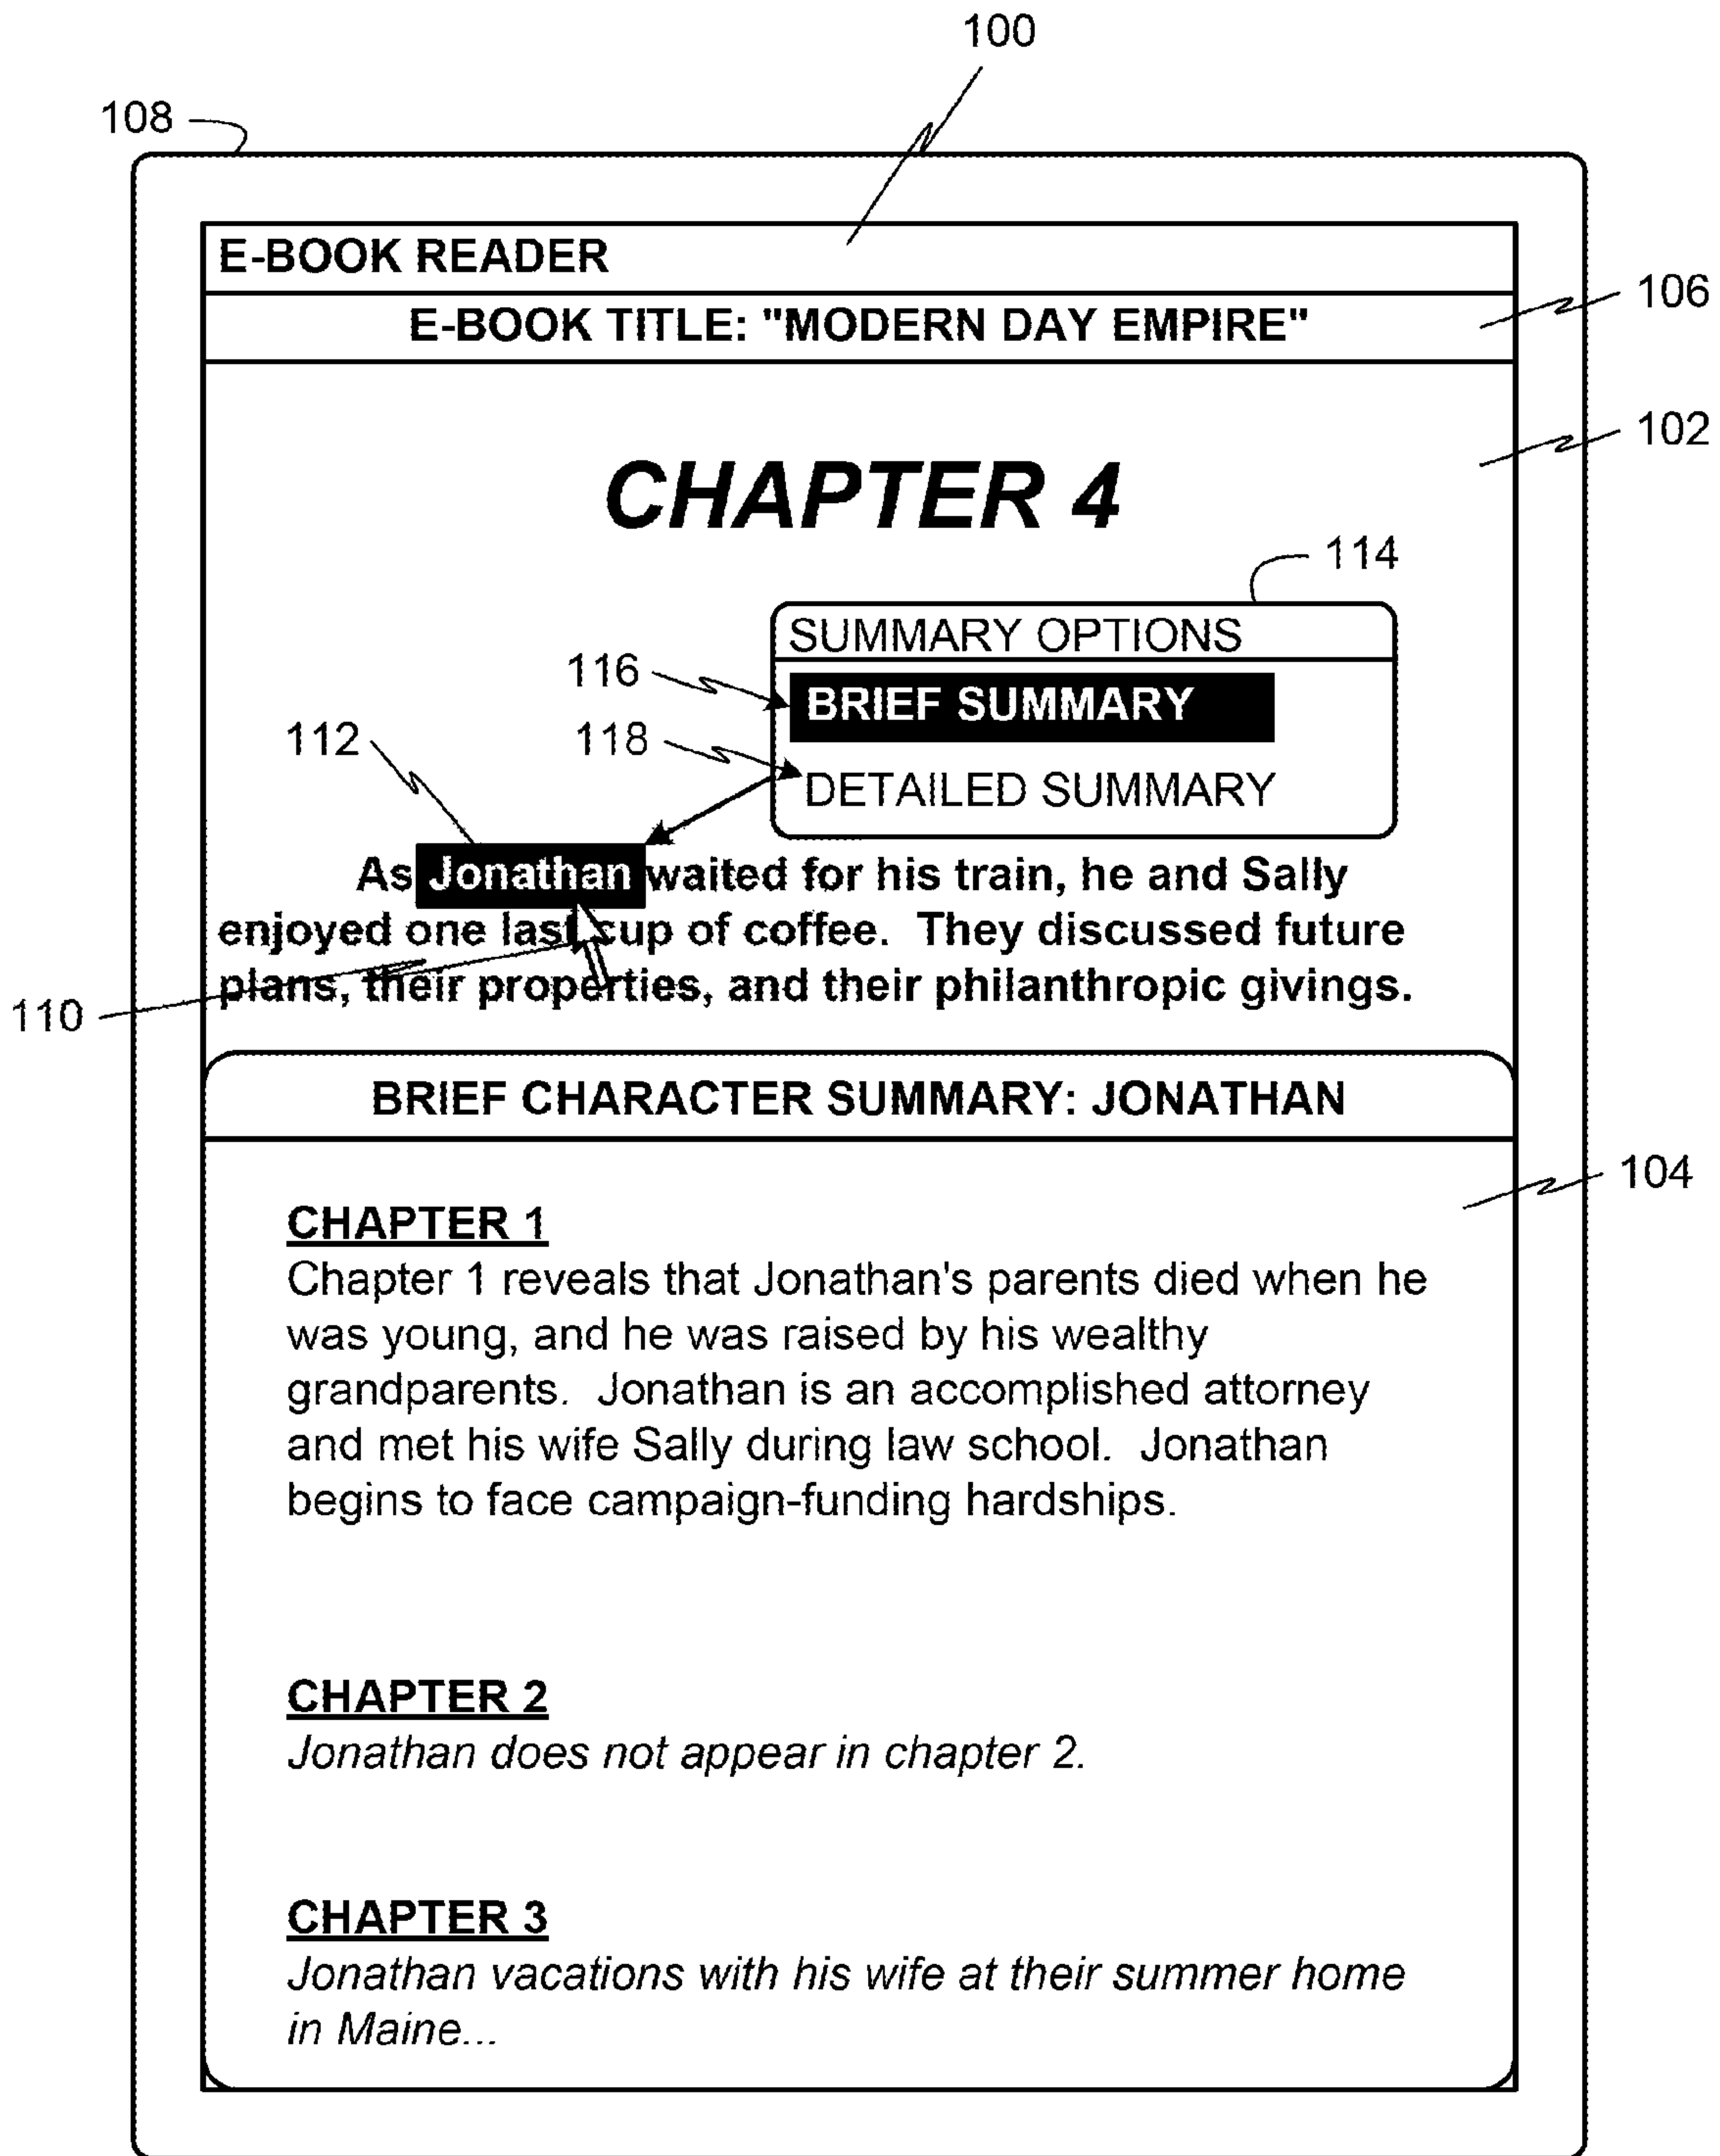 100
108
E-BOOK READER
E-BOOK TITLE: "MODERN DAY EMPIRE"
106
102
CHAPTER 4
114
SUMMARY OPTIONS
116
BRIEF SUMMARY
112
118
DETAILED SUMMARY
As Jonathan waited for his train, he and Sally
enjoyed one last cup of coffee.  They discussed future
plans, their properties, and their philanthropic givings.
110
BRIEF CHARACTER SUMMARY: JONATHAN
104
CHAPTER 1
Chapter 1 reveals that Jonathan's parents died when he
was young, and he was raised by his wealthy
grandparents.  Jonathan is an accomplished attorney
and met his wife Sally during law school.  Jonathan
begins to face campaign-funding hardships.
CHAPTER 2
Jonathan does not appear in chapter 2.
CHAPTER 3
Jonathan vacations with his wife at their summer home
in Maine...